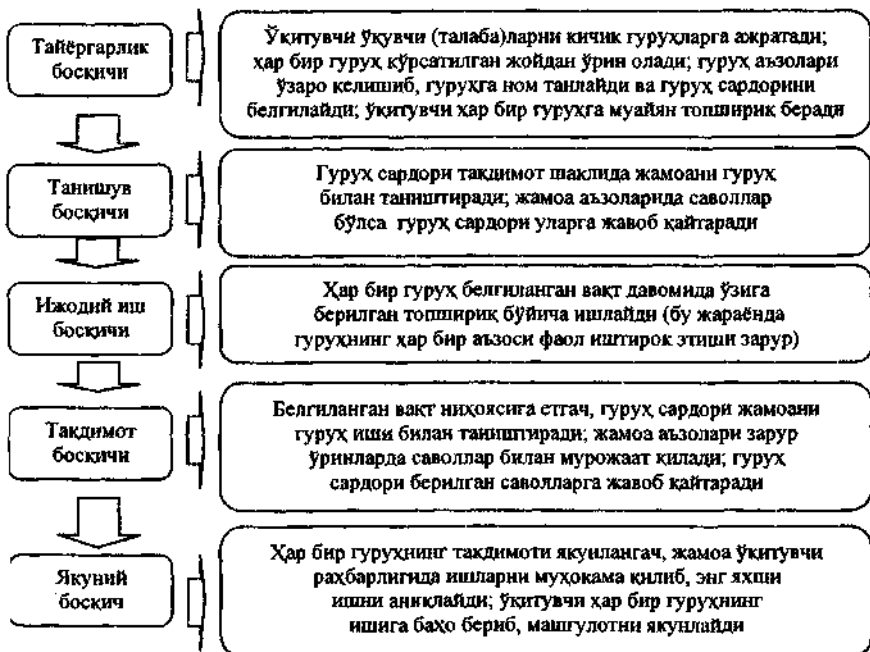 Тайёргарлик
босқичи
Ўқитувчи ўқувчи (талаба)ларни кичик гуруҳларга ажратади;
ҳар бир гуруҳ кўрсатилган жойдан ўрин олади; гуруҳ аъзолари
ўзаро келишиб, гуруҳга ном танлайди ва гуруҳ сардорини
белгилайди; ўқитувчи ҳар бир гуруҳга муайян топшириқ беради
Танишув
босқичи
Гуруҳ сардори тақдимот шаклида жамоани гуруҳ
билан таништиради; жамоа аъзоларида саволлар
бўлса гуруҳ сардори уларга жавоб қайтаради
Ижодий иш
босқичи
Ҳар бир гуруҳ белгиланган вақт давомида ўзига
берилган топшириқ бўйича ишлайди (бу жараёнда
гуруҳнинг ҳар бир аъзоси фаол иштирок этиши зарур)
Тақдимот
босқичи
Белгиланган вақт ниҳоясига етгач, гуруҳ сардори жамоани
гуруҳ иши билан таништиради; жамоа аъзолари зарур
ўринларда саволлар билан мурожаат қилади; гуруҳ
сардори берилган саволларга жавоб қайтаради
Якуний
босқич
Ҳар бир гуруҳнинг тақдимоти якунлангач, жамоа ўқитувчи
раҳбарлигида ишларни муҳокама қилиб, энг яхши
ишни аниқлайди; ўқитувчи ҳар бир гуруҳнинг
ишига баҳо бериб, машғулотни якунлайди